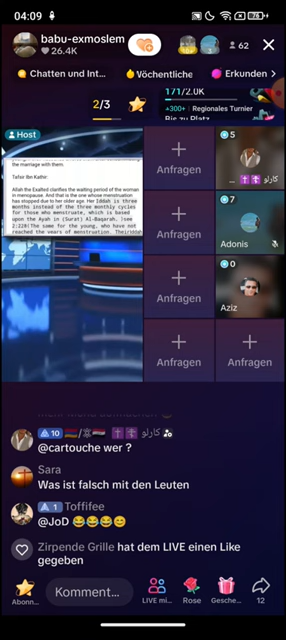 04:09
76
babu-exmoslem
26.4K
62
Chatten und Int...
Wöchentliche
Erkunden
2/3
171/2.0K
+300+ Regionales Turnier
Bis zu Platz
Host
the marriage with them.
Tafsir Ibn Kathir:
Allah the Exalted clarifies the waiting period of the woman
in menopause. And that is the one whose menstruation
has stopped due to her older age. Her Iddah is three
months instead of the three monthly cycles
for those who menstruate, which is based
upon the Ayah in (Surat) Al-Baqarah. [see
2:228]The same for the young, who have not
reached the years of menstruation. Their
Anfragen
5
كارلو ...
Anfragen
7
Adonis
Anfragen
0
Aziz
Anfragen
Anfragen
10 كارلو
@cartouche wer ?
Sara
Was ist falsch mit den Leuten
1 Toffifee
@JoD 😂😂😂😊
Zirpende Grille hat dem LIVE einen Like
gegeben
Abonn...
Komment...
LIVE mi...
Rose
Gesche...
12